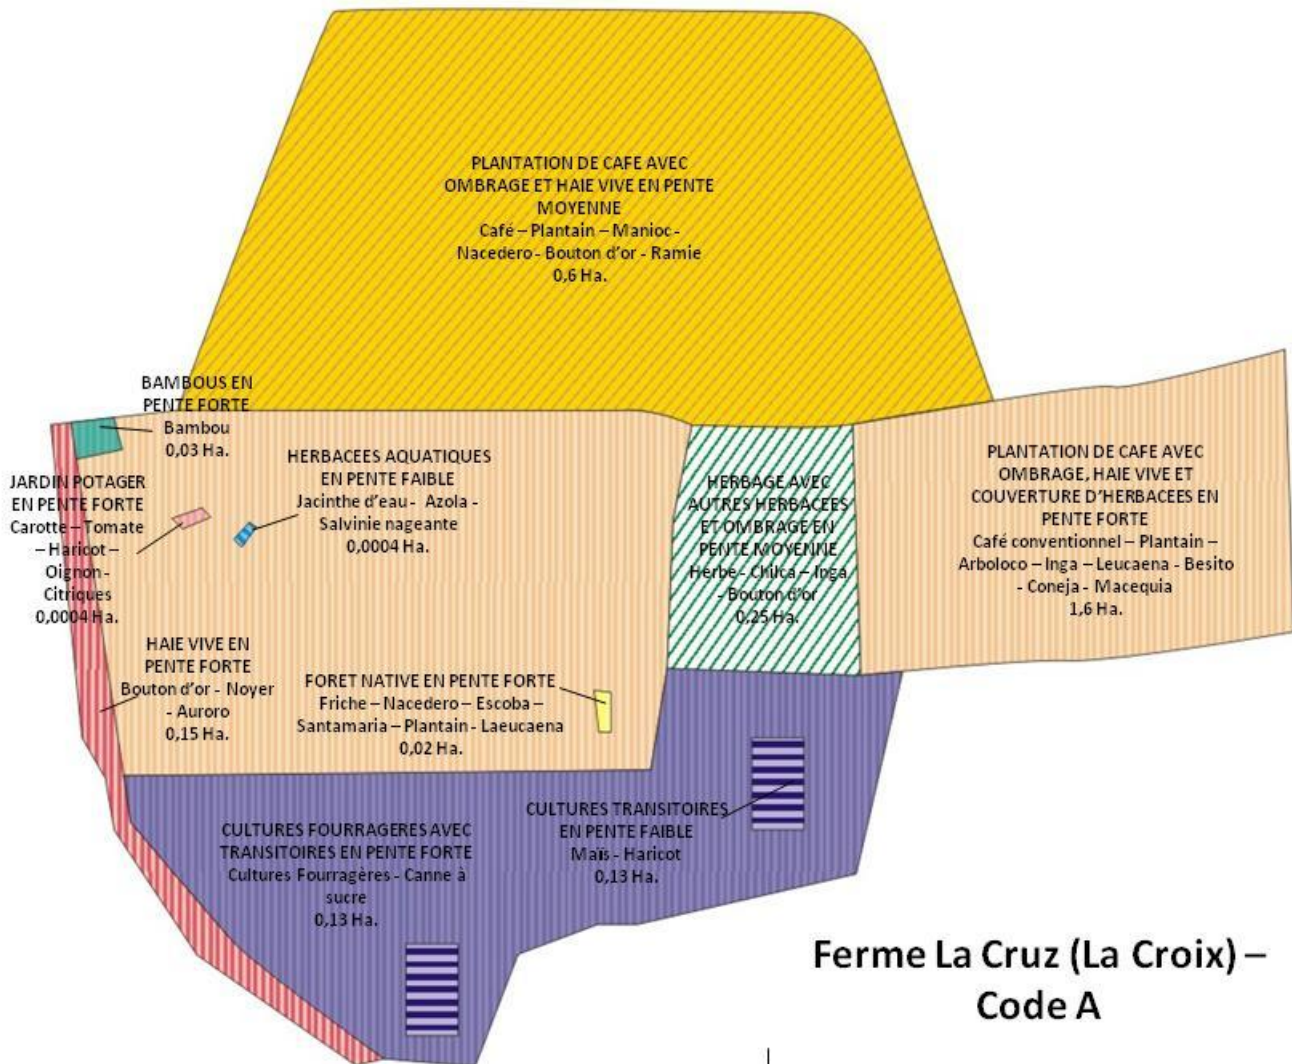 PLANTATION DE CAFE AVEC
OMBRAGE ET HAIE VIVE EN PENTE
MOYENNE
Café – Plantain – Manioc -
Nacedero - Bouton d'or - Ramie
0,6 Ha.
BAMBOUS EN
PENTE FORTE
Bambou
0,03 Ha.
HERBACEES AQUATIQUES
EN PENTE FAIBLE
Jacinthe d'eau - Azola -
Salvinie nageante
0,0004 Ha.
JARDIN POTAGER
EN PENTE FORTE
Carotte – Tomate
– Haricot –
Oignon -
Citriques
0,0004 Ha.
HERBAGE AVEC
AUTRES HERBACEES
ET OMBRAGE EN
PENTE MOYENNE
Herbe - Chilca – Inga
- Bouton d'or
0,25 Ha.
PLANTATION DE CAFE AVEC
OMBRAGE, HAIE VIVE ET
COUVERTURE D'HERBACEES EN
PENTE FORTE
Café conventionnel – Plantain –
Arboloco – Inga – Leucaena - Besito
- Coneja - Macequia
1,6 Ha.
HAIE VIVE EN
PENTE FORTE
Bouton d'or - Noyer
- Auroro
0,15 Ha.
FORET NATIVE EN PENTE FORTE
Friche – Nacedero – Escoba –
Santamaria – Plantain - Laeucaena
0,02 Ha.
CULTURES FOURRAGERES AVEC
TRANSITOIRES EN PENTE FORTE
Cultures Fourragères - Canne à
sucre
0,13 Ha.
CULTURES TRANSITOIRES
EN PENTE FAIBLE
Maïs - Haricot
0,13 Ha.
Ferme La Cruz (La Croix) –
Code A